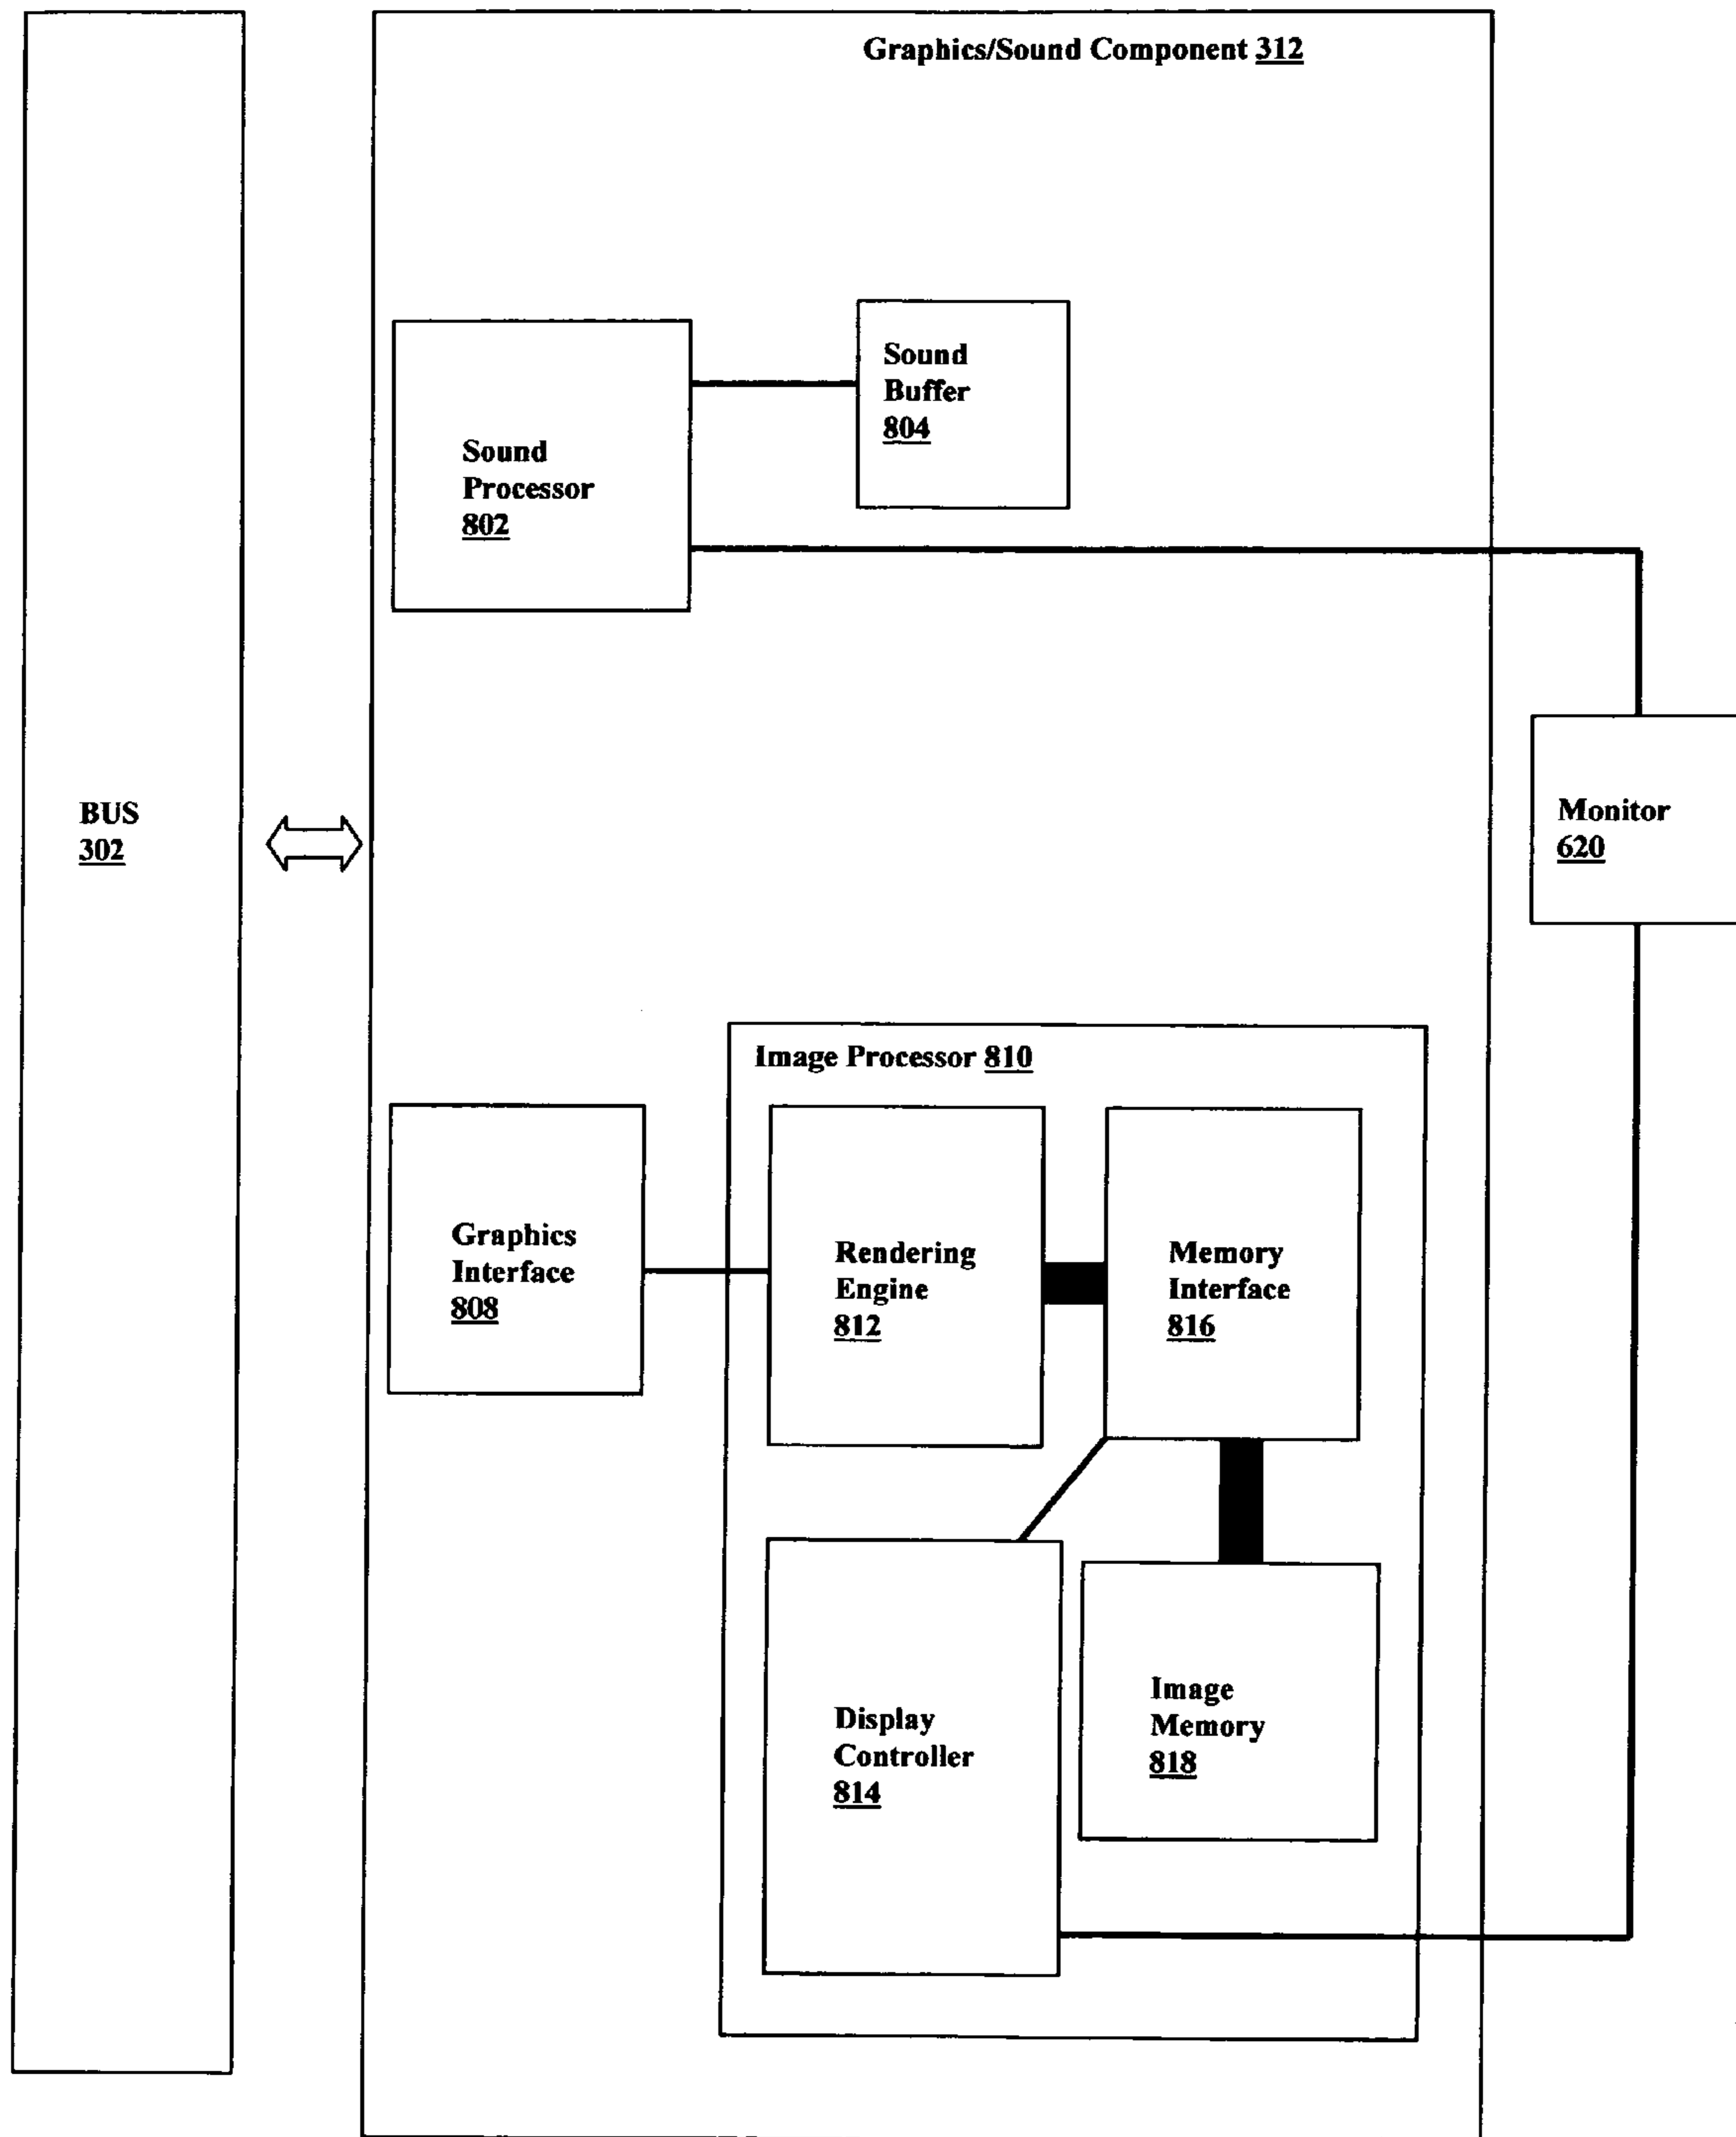 Graphics/Sound Component 312
Sound
Buffer
804
Sound
Processor
802
BUS
302
Monitor
620
Image Processor 810
Graphics
Interface
808
Rendering
Engine
812
Memory
Interface
816
Display
Controller
814
Image
Memory
818